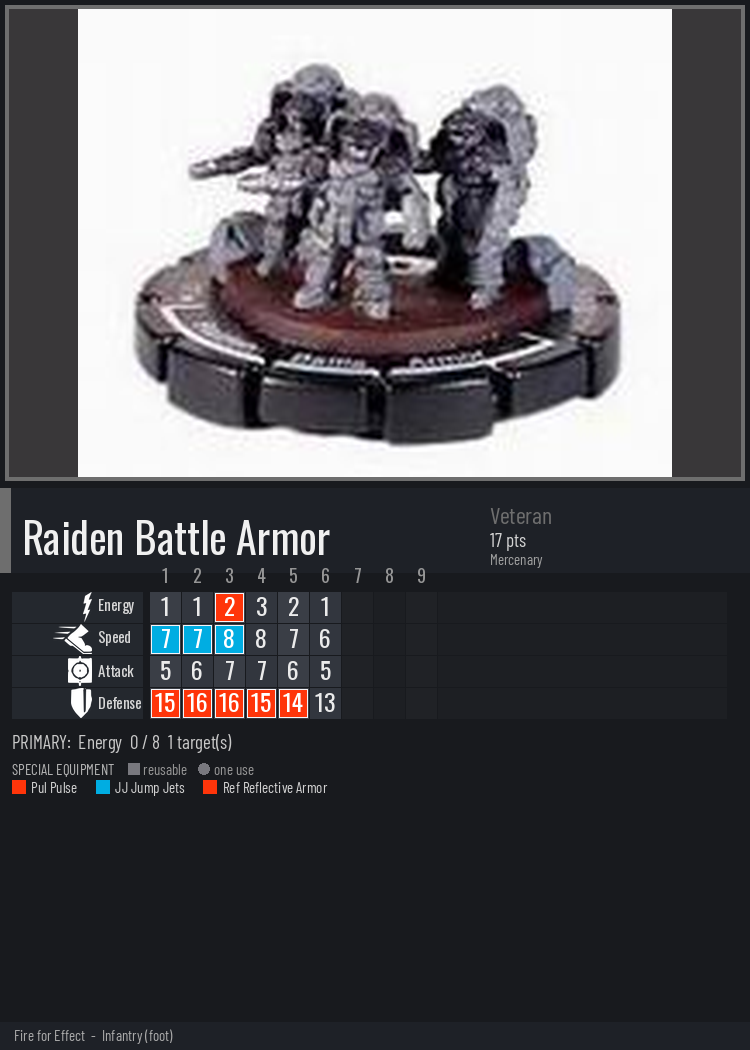 Armor
Raiden Battle Armor
Veteran
17 pts
Mercenary
1 2 3 4 5 6 7 8 9
Energy 1 1 2 3 2 1
Speed 7 7 8 8 7 6
Attack 5 6 7 7 6 5
Defense 15 16 16 15 14 13
PRIMARY: Energy 0 / 8 1 target(s)
SPECIAL EQUIPMENT reusable one use
Pul Pulse JJ Jump Jets Ref Reflective Armor
Fire for Effect - Infantry (foot)